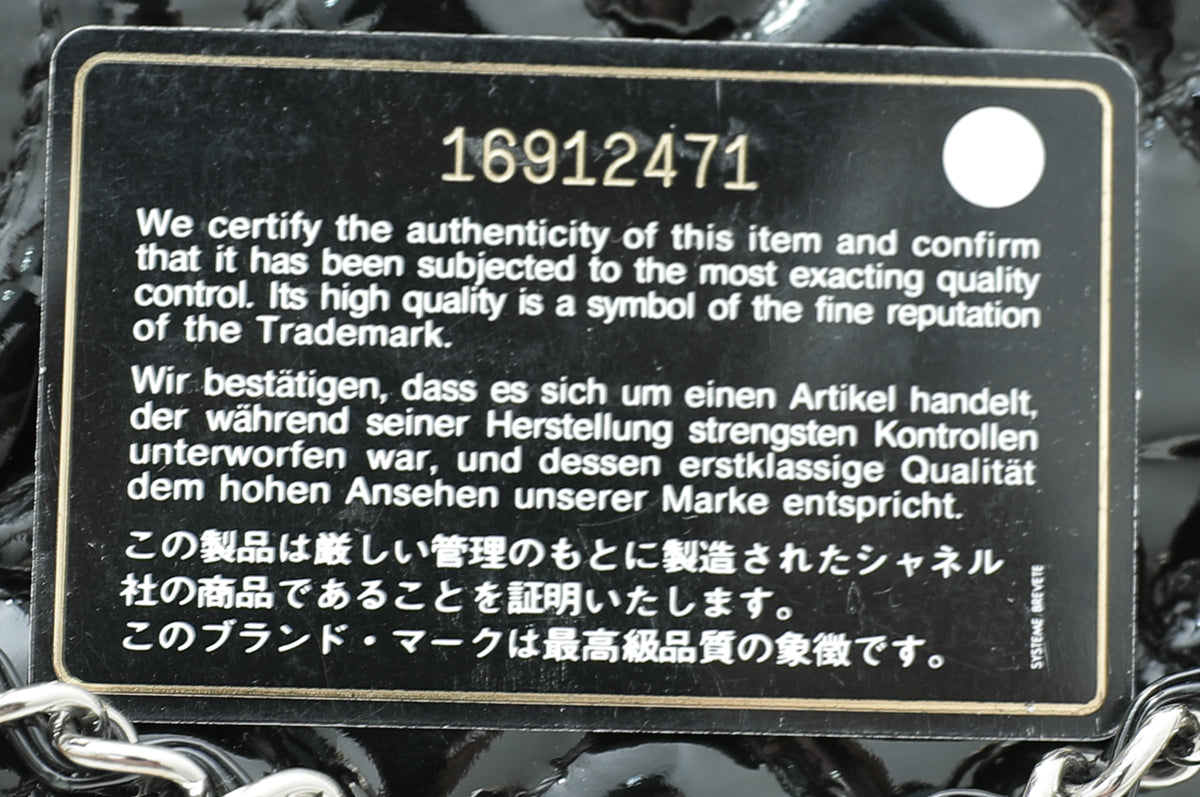 16912471
We certify the authenticity of this item and confirm
that it has been subjected to the most exacting quality
control. Its high quality is a symbol of the fine reputation
of the Trademark.
Wir bestätigen, dass es sich um einen Artikel handelt,
der während seiner Herstellung strengsten Kontrollen
unterworfen war, und dessen erstklassige Qualität
dem hohen Ansehen unserer Marke entspricht.
この製品は厳しい管理のもとに製造されたシャネル
社の商品であることを証明いたします。
このブランド・マークは最高級品質の象徴です。
SYSTEME BREVETE